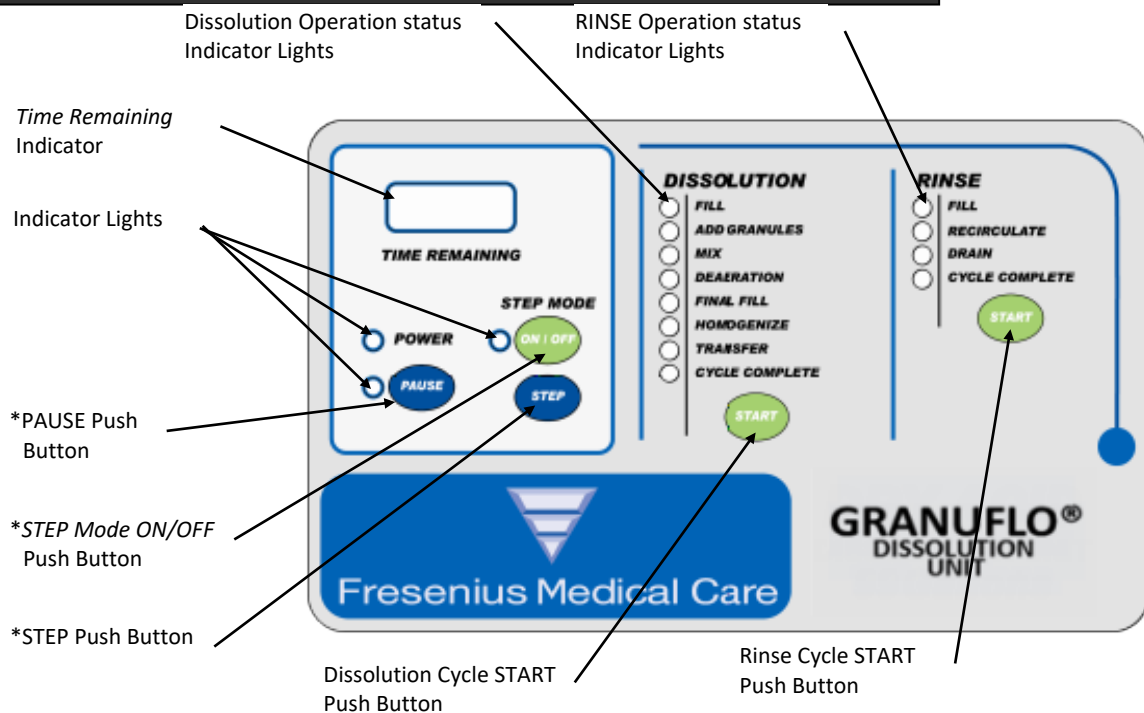 Dissolution Operation status
Indicator Lights
RINSE Operation status
Indicator Lights
Time Remaining
Indicator
Indicator Lights
*PAUSE Push
Button
*STEP Mode ON/OFF
Push Button
*STEP Push Button
TIME REMAINING
STEP MODE
POWER
ON | OFF
PAUSE
STEP
DISSOLUTION
FILL
ADD GRANULES
MIX
DEAERATION
FINAL FILL
HOMOGENIZE
TRANSFER
CYCLE COMPLETE
START
RINSE
FILL
RECIRCULATE
DRAIN
CYCLE COMPLETE
START
Fresenius Medical Care
GRANUFLO®
DISSOLUTION
UNIT
Dissolution Cycle START
Push Button
Rinse Cycle START
Push Button